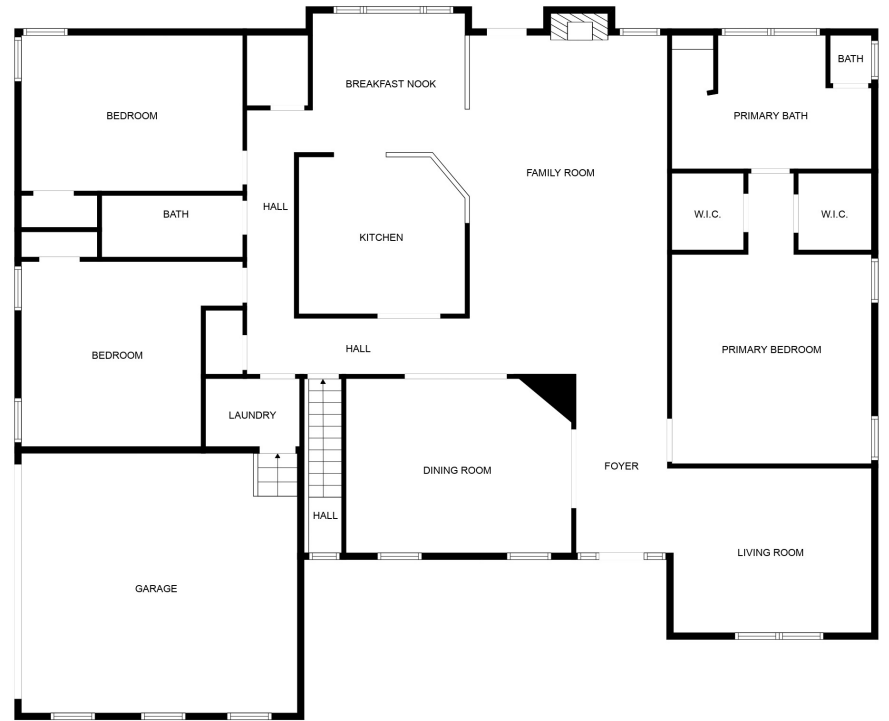 BATH
BREAKFAST NOOK
BEDROOM
PRIMARY BATH
FAMILY ROOM
HALL
BATH
W.I.C.
W.I.C.
KITCHEN
HALL
PRIMARY BEDROOM
BEDROOM
LAUNDRY
DINING ROOM
FOYER
HALL
LIVING ROOM
GARAGE